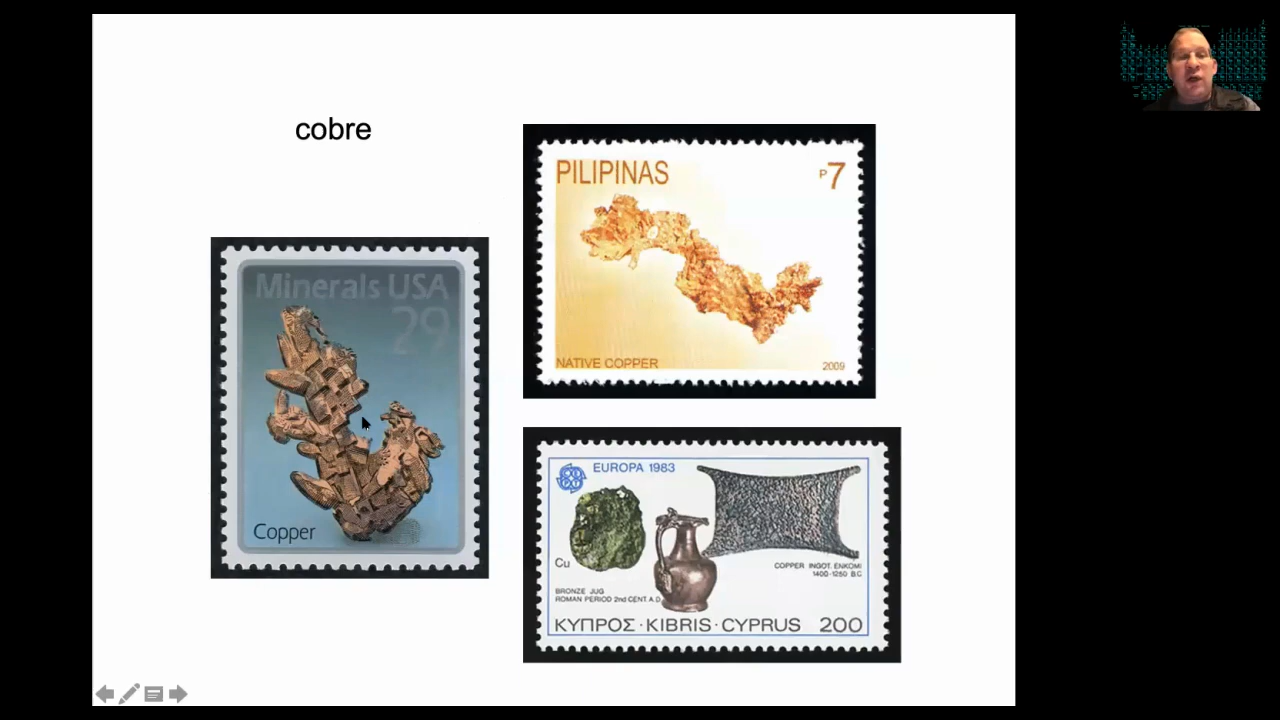 cobre
PILIPINAS
P7
NATIVE COPPER
2009
Minerals USA
29
Copper
EUROPA 1983
Cu
COPPER INGOT. ENKOMI
1400-1250 B.C
BRONZE JUG
ROMAN PERIOD 2nd CENT. A.D.
ΚΥΠΡΟΣ · KIBRIS · CYPRUS 200